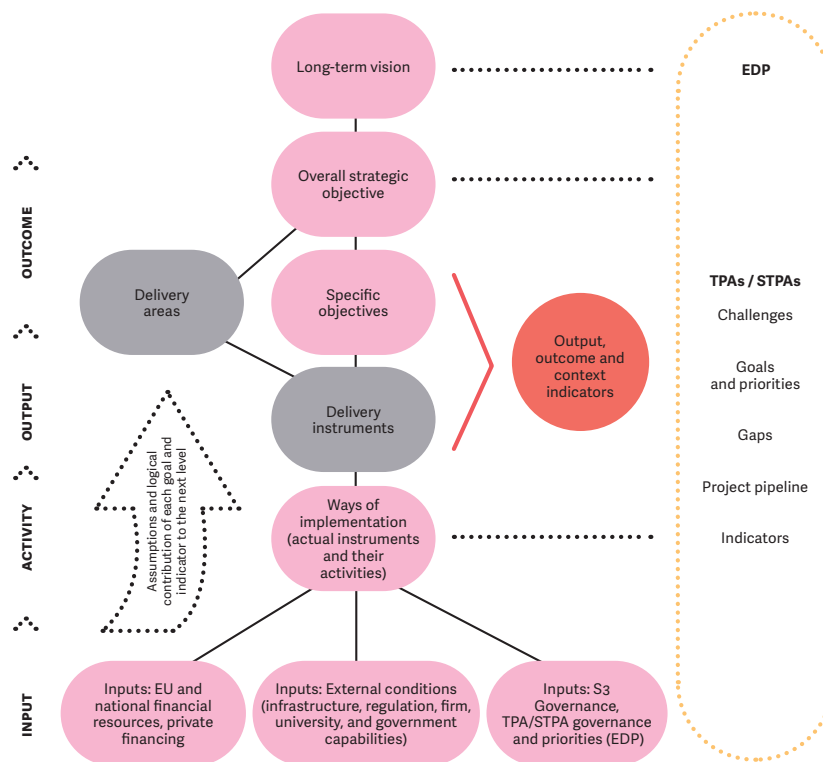 Long-term vision
EDP
Overall strategic
objective
OUTCOME
Delivery
areas
Specific
objectives
TPAs / STPAs
Challenges
Goals
and priorities
Gaps
Project pipeline
Indicators
Output,
outcome and
context
indicators
OUTPUT
Delivery
instruments
Assumptions and logical
contribution of each goal and
indicator to the next level
ACTIVITY
Ways of
implementation
(actual instruments
and their
activities)
INPUT
Inputs: EU and
national financial
resources, private
financing
Inputs: External conditions
(infrastructure, regulation, firm,
university, and government
capabilities)
Inputs: S3
Governance,
TPA/STPA governance
and priorities (EDP)